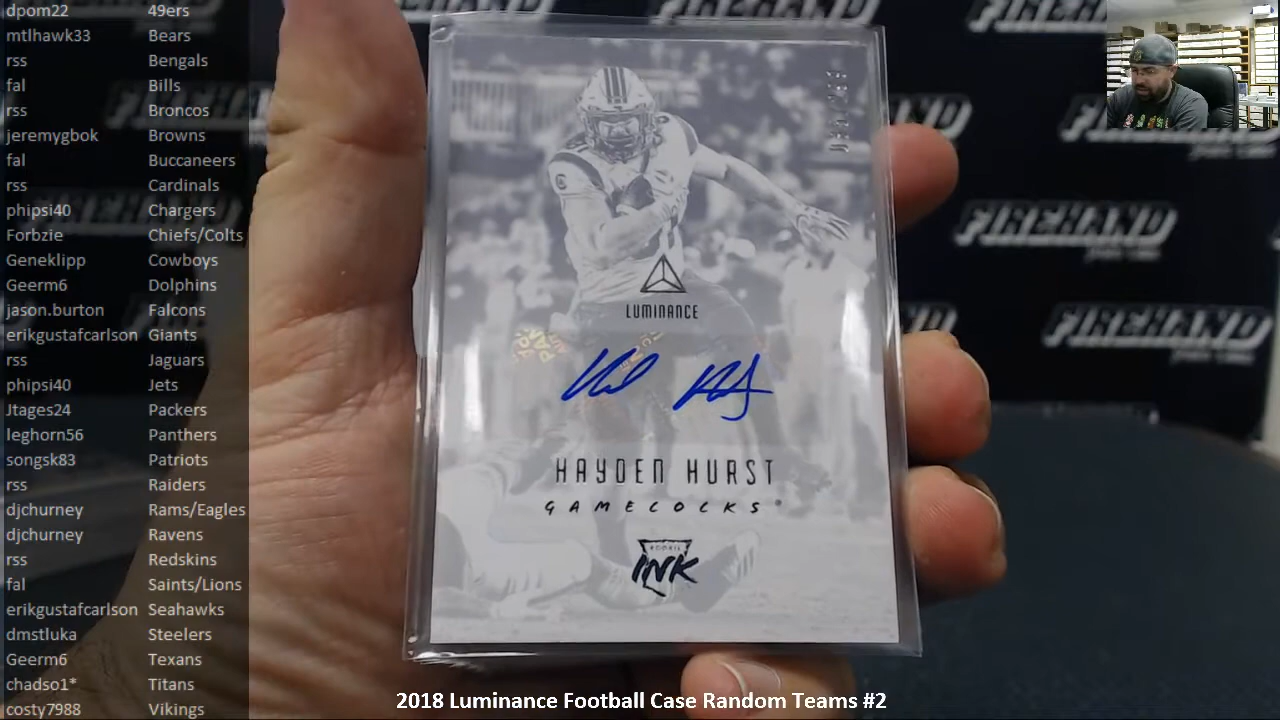 dpom22 49ers
mtlhawk33 Bears
rss Bengals
fal Bills
rss Broncos
jeremygbok Browns
fal Buccaneers
rss Cardinals
phipsi40 Chargers
Forbzie Chiefs/Colts
Geneklipp Cowboys
Geerm6 Dolphins
jason.burton Falcons
erikgustafcarlson Giants
rss Jaguars
phipsi40 Jets
Jtages24 Packers
leghorn56 Panthers
songsk83 Patriots
rss Raiders
djchurney Rams/Eagles
djchurney Ravens
rss Redskins
fal Saints/Lions
erikgustafcarlson Seahawks
dmstluka Steelers
Geerm6 Texans
chadso1* Titans
costy7988 Vikings
LUMINANCE
HAYDEN HURST
GAMECOCKS
ROOKIE
INK
FIREHAND
FIREHAND
FIREHAND
2018 Luminance Football Case Random Teams #2